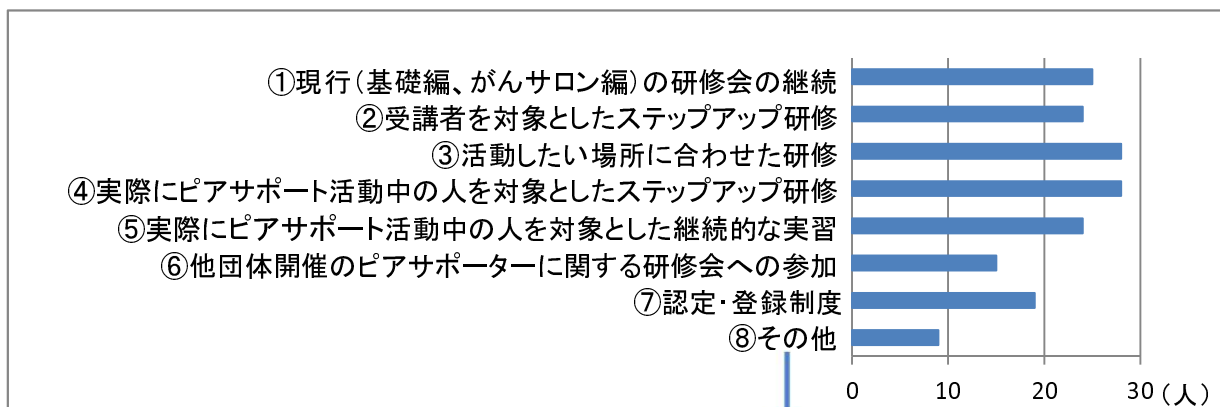 ①現行(基礎編、がんサロン編)の研修会の継続
②受講者を対象としたステップアップ研修
③活動したい場所に合わせた研修
④実際にピアサポート活動中の人を対象としたステップアップ研修
⑤実際にピアサポート活動中の人を対象とした継続的な実習
⑥他団体開催のピアサポーターに関する研修会への参加
⑦認定・登録制度
⑧その他
0 10 20 30 (人)